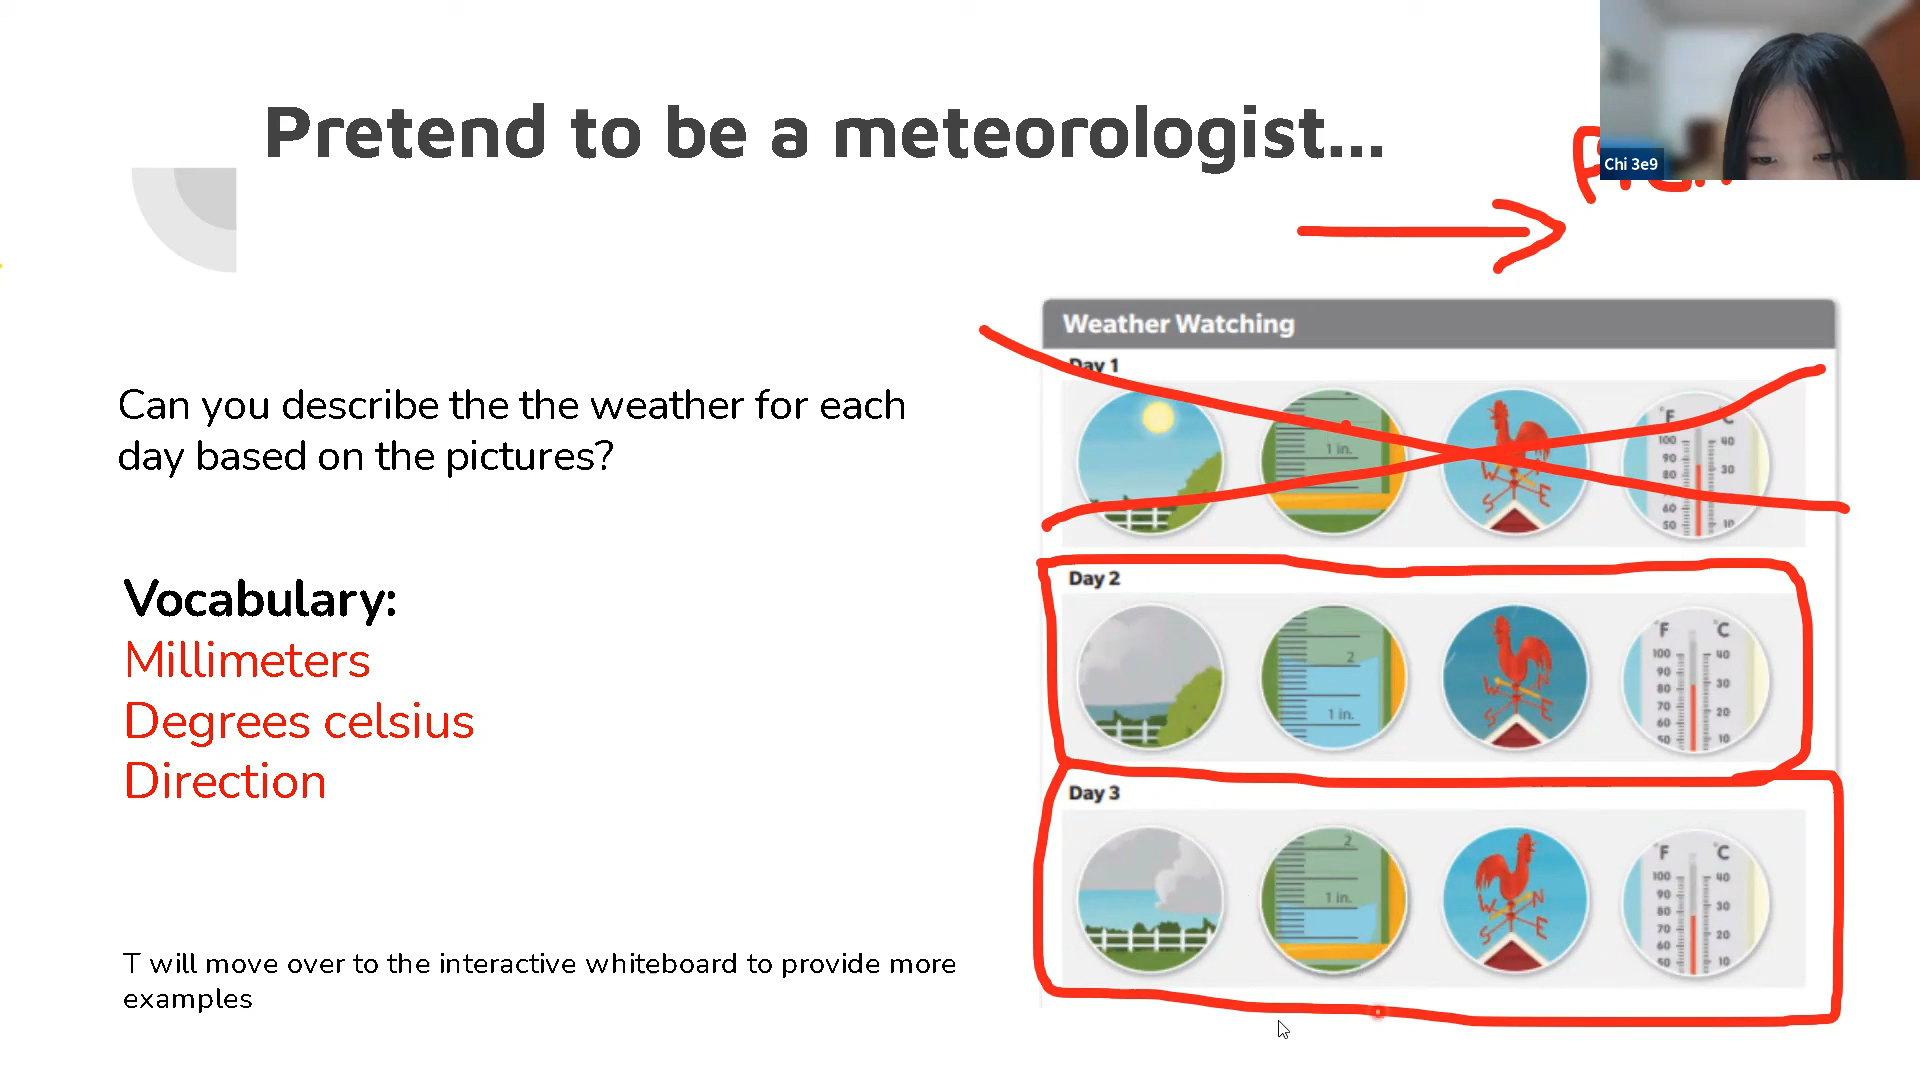 Pretend to be a meteorologist...
Chi 3e9
Can you describe the the weather for each
day based on the pictures?
Vocabulary:
Millimeters
Degrees celsius
Direction
T will move over to the interactive whiteboard to provide more
examples
Weather Watching
Day 1
1 in.
W
S E
°F °C
100 40
90
80 30
60
50 10
Day 2
2
1 in.
W N
S E
°F °C
100 40
90
80 30
70
60 20
50 10
Day 3
2
1 in.
W N
S E
°F °C
100 40
90
80 30
70
60 20
50 10